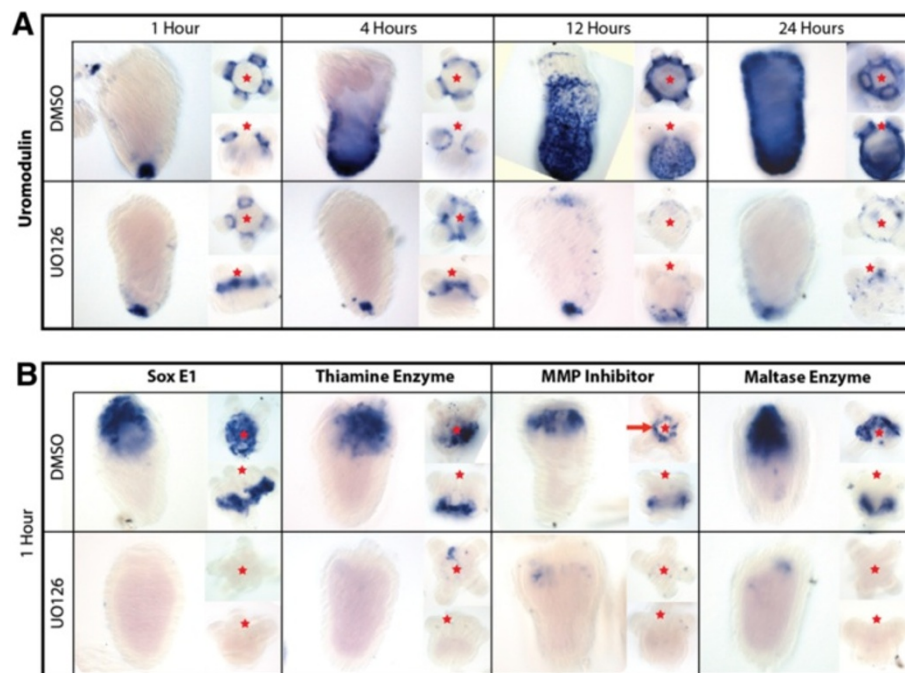 A
1 Hour 4 Hours 12 Hours 24 Hours
Uromodulin
DMSO
UO126
B
Sox E1 Thiamine Enzyme MMP Inhibitor Maltase Enzyme
1 Hour
DMSO
UO126